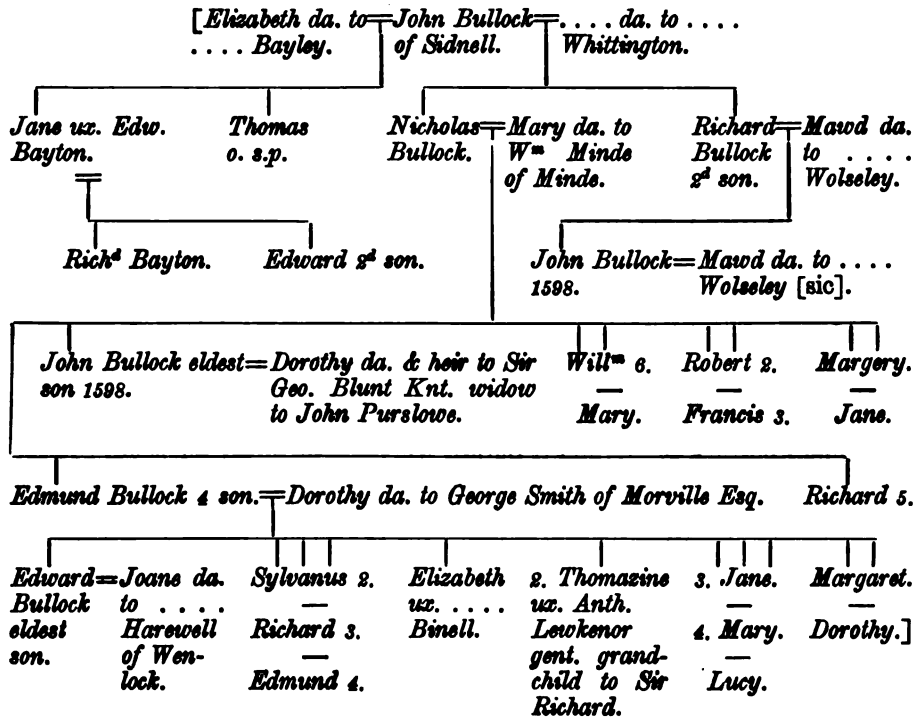 [Elizabeth da. to=John Bullock=. . . . da. to . . . .
. . . . Bayley. of Sidnell. Whittington.
Jane ux. Edw. Thomas Nicholas=Mary da. to Richard=Mawd da.
Bayton. o. s.p. Bullock. Wᵐ Minde Bullock to . . . .
of Minde. 2ᵈ son. Wolseley.
Richᵈ Bayton. Edward 2ᵈ son. John Bullock=Mawd da. to . . . .
1598. Wolseley [sic].
John Bullock eldest=Dorothy da. & heir to Sir Willᵐ 6. Robert 2. Margery.
son 1598. Geo. Blunt Knt. widow — — —
to John Purslowe. Mary. Francis 3. Jane.
Edmund Bullock 4 son.=Dorothy da. to George Smith of Morville Esq. Richard 5.
Edward=Joane da. Sylvanus 2. Elizabeth 2. Thomazine 3. Jane. Margaret.
Bullock to . . . . — ux. . . . . ux. Anth. — —
eldest Harewell Richard 3. Binell. Lewkenor 4. Mary. Dorothy.]
son. of Wen- — gent. grand- —
lock. Edmund 4. child to Sir Lucy.
Richard.